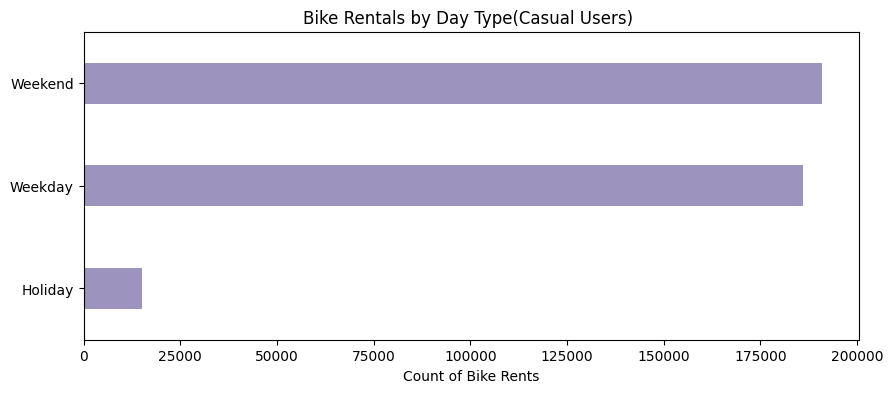 Bike Rentals by Day Type(Casual Users)
Weekend
Weekday
Holiday
0 25000 50000 75000 100000 125000 150000 175000 200000
Count of Bike Rents